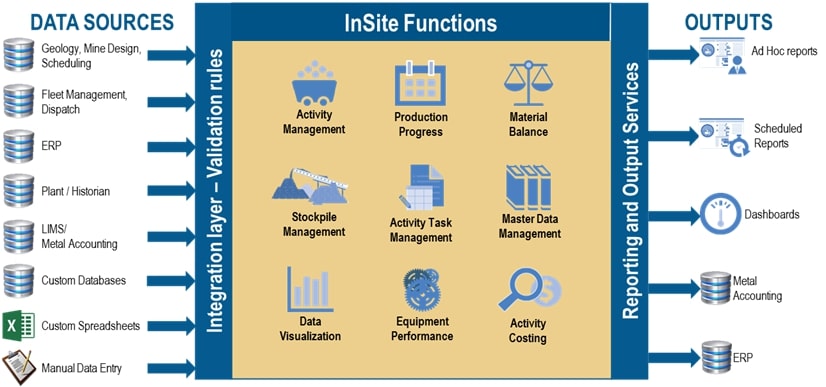 DATA SOURCES
Geology, Mine Design,
Scheduling
Fleet Management,
Dispatch
ERP
Plant / Historian
LIMS/
Metal Accounting
Custom Databases
Custom Spreadsheets
Manual Data Entry
Integration layer – Validation rules
InSite Functions
Activity
Management
Production
Progress
Material
Balance
Stockpile
Management
Activity Task
Management
Master Data
Management
Data
Visualization
Equipment
Performance
Activity
Costing
Reporting and Output Services
OUTPUTS
Ad Hoc reports
Scheduled
Reports
Dashboards
Metal
Accounting
ERP